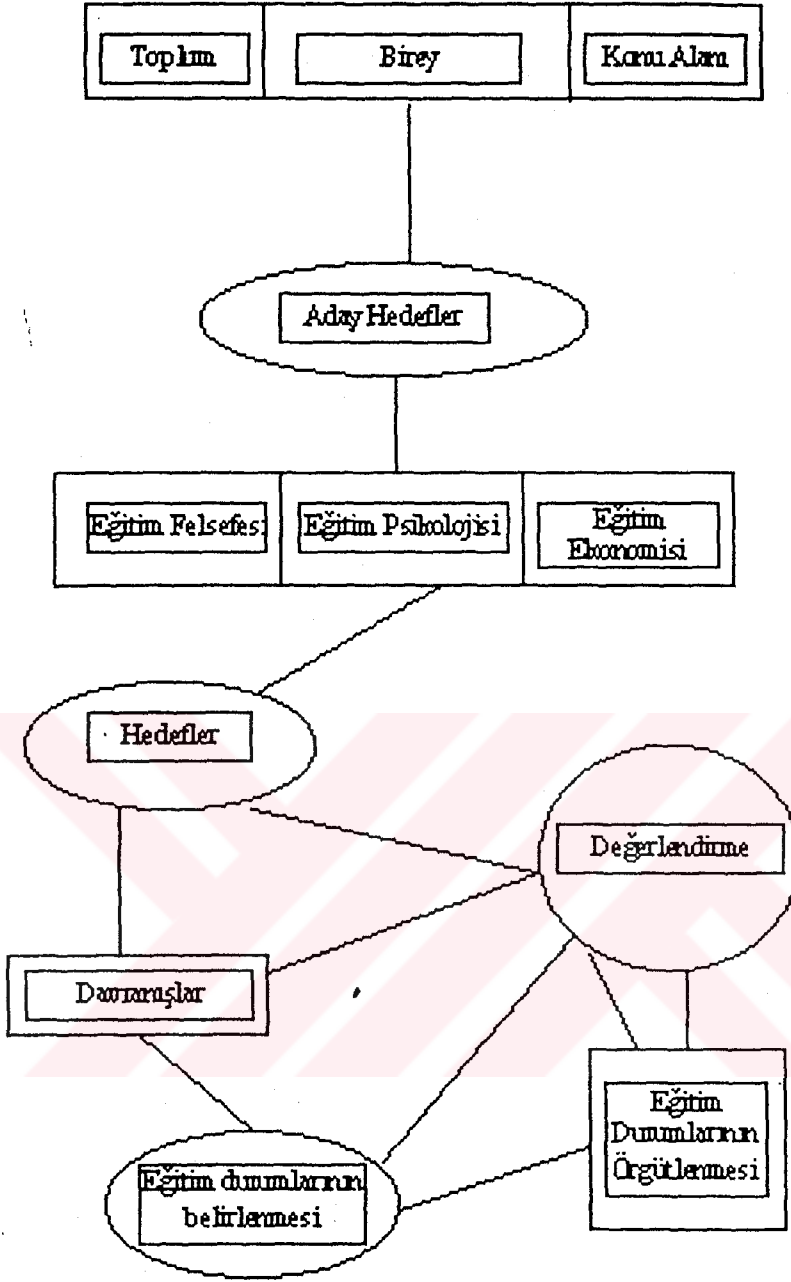 Toplum
Birey
Konu Alanı
Aday Hedefler
Eğitim Felsefesi
Eğitim Psikolojisi
Eğitim
Ekonomisi
Hedefler
Değerlendirme
Davranışlar
Eğitim
Durumlarının
Örgütlenmesi
Eğitim durumlarının
belirlenmesi